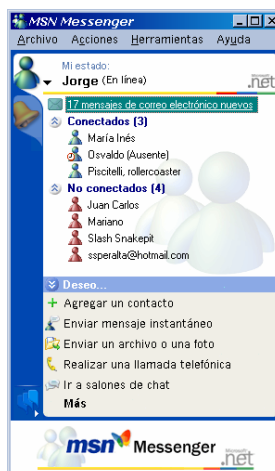 MSN Messenger
Archivo Acciones Herramientas Ayuda
Mi estado:
Jorge (En línea)
Microsoft
.net
17 mensajes de correo electrónico nuevos
Conectados (3)
María Inés
Osvaldo (Ausente)
Piscitelli, rollercoaster
No conectados (4)
Juan Carlos
Mariano
Slash Snakepit
ssperalta@hotmail.com
Deseo...
Agregar un contacto
Enviar mensaje instantáneo
Enviar un archivo o una foto
Realizar una llamada telefónica
Ir a salones de chat
Más
msn Messenger
Microsoft
.net